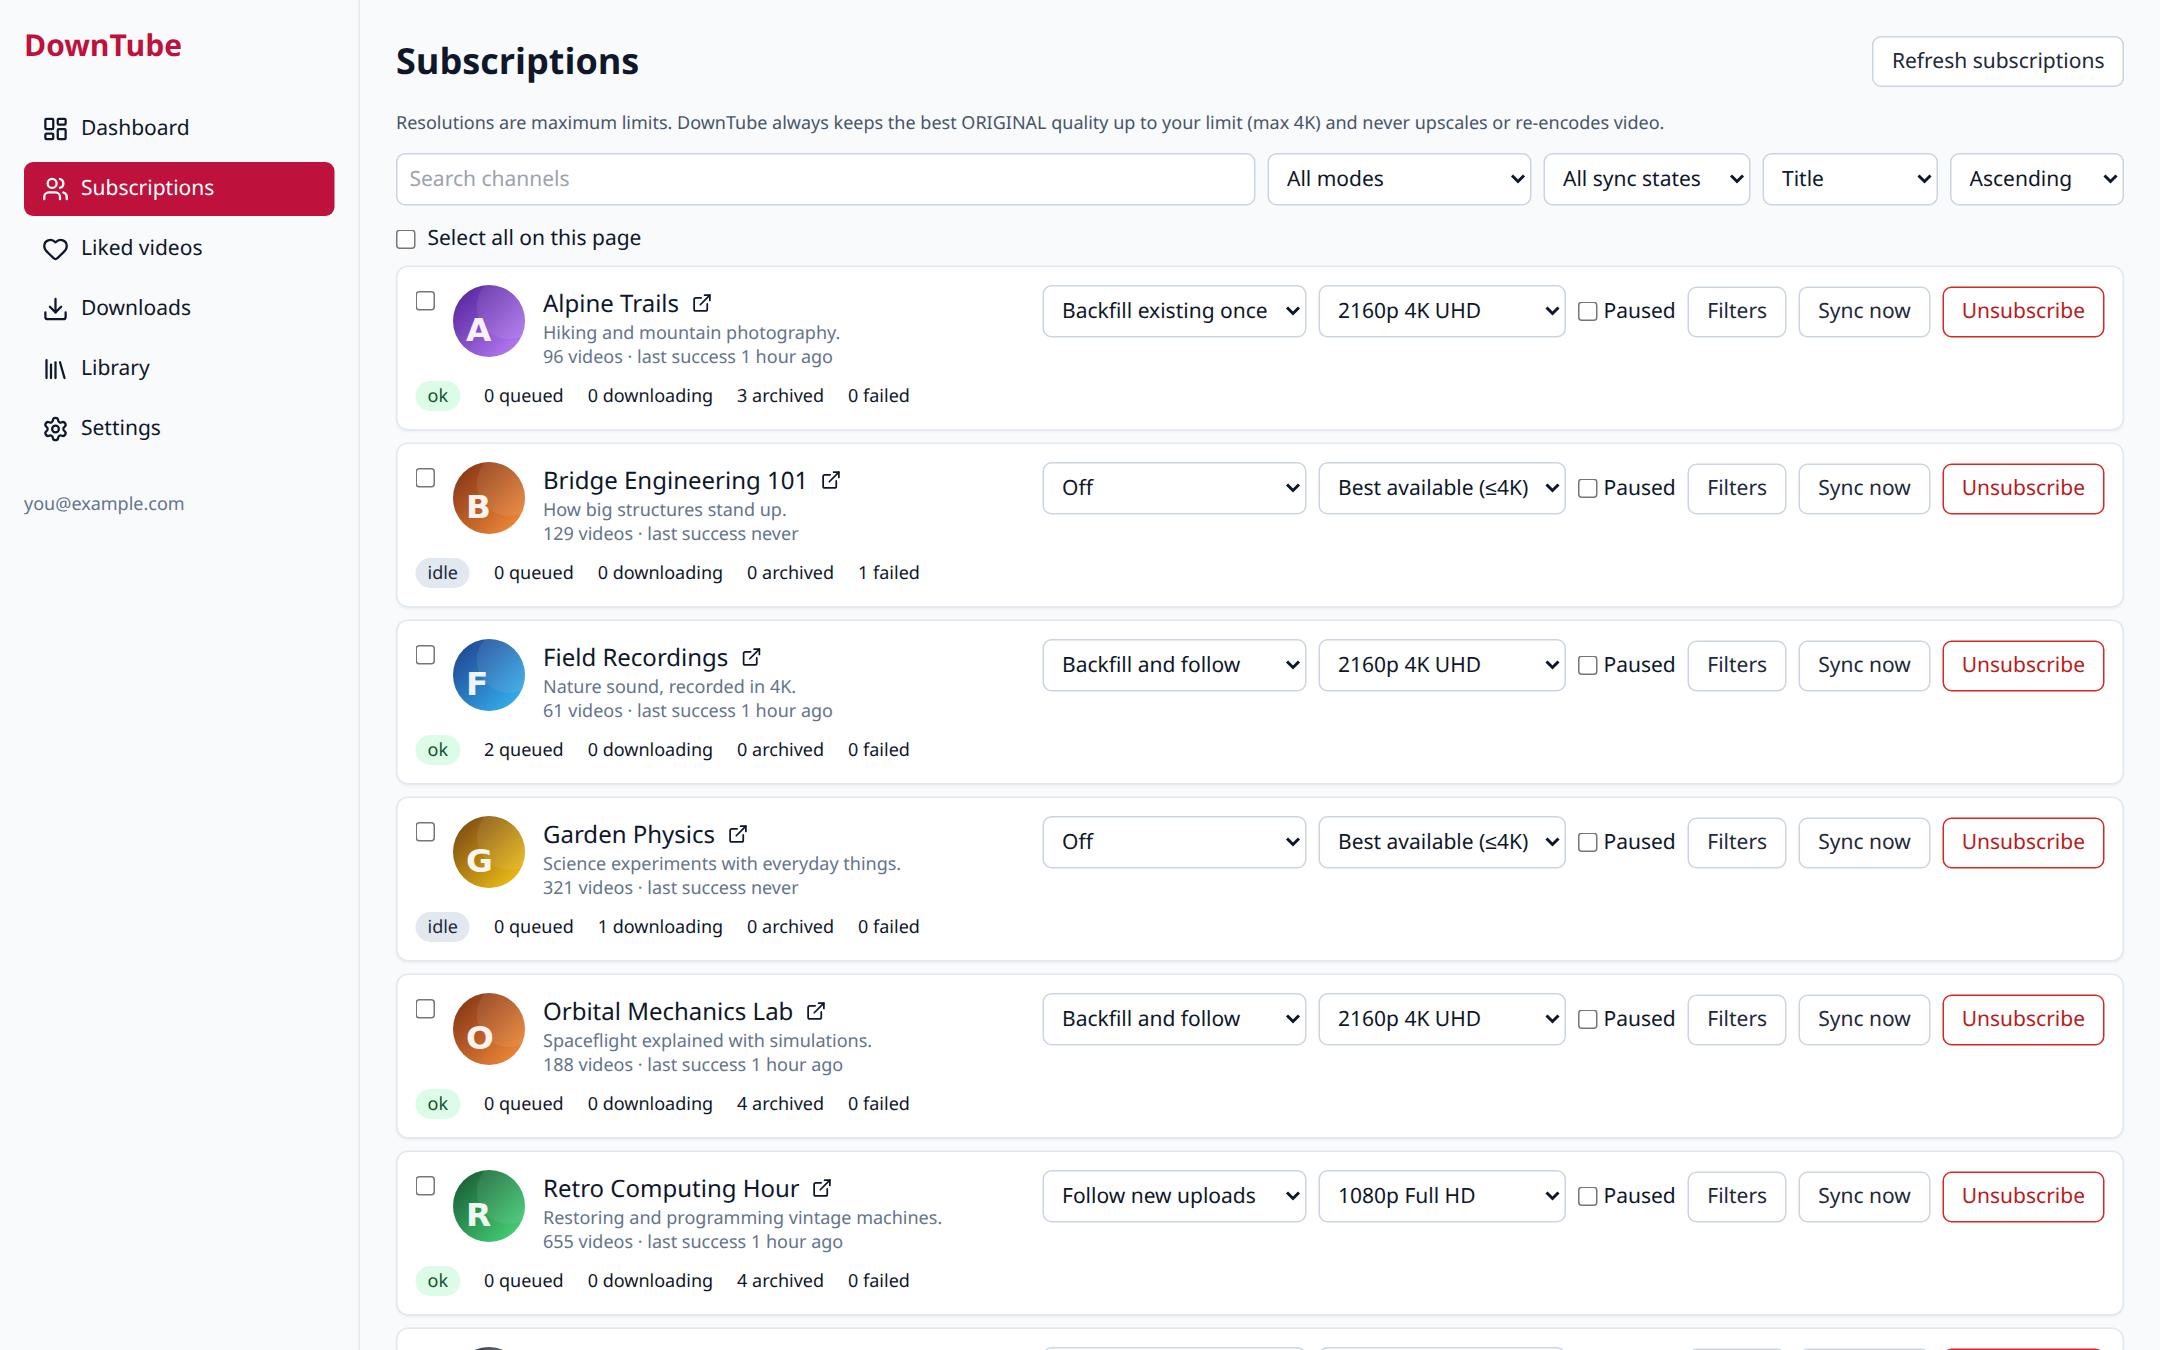 DownTube
Dashboard
Subscriptions
Liked videos
Downloads
Library
Settings
you@example.com
Subscriptions
Refresh subscriptions
Resolutions are maximum limits. DownTube always keeps the best ORIGINAL quality up to your limit (max 4K) and never upscales or re-encodes video.
Search channels
All modes
All sync states
Title
Ascending
Select all on this page
A
Alpine Trails
Hiking and mountain photography.
96 videos · last success 1 hour ago
Backfill existing once
2160p 4K UHD
Paused
Filters
Sync now
Unsubscribe
ok
0 queued
0 downloading
3 archived
0 failed
B
Bridge Engineering 101
How big structures stand up.
129 videos · last success never
Off
Best available (≤4K)
Paused
Filters
Sync now
Unsubscribe
idle
0 queued
0 downloading
0 archived
1 failed
F
Field Recordings
Nature sound, recorded in 4K.
61 videos · last success 1 hour ago
Backfill and follow
2160p 4K UHD
Paused
Filters
Sync now
Unsubscribe
ok
2 queued
0 downloading
0 archived
0 failed
G
Garden Physics
Science experiments with everyday things.
321 videos · last success never
Off
Best available (≤4K)
Paused
Filters
Sync now
Unsubscribe
idle
0 queued
1 downloading
0 archived
0 failed
O
Orbital Mechanics Lab
Spaceflight explained with simulations.
188 videos · last success 1 hour ago
Backfill and follow
2160p 4K UHD
Paused
Filters
Sync now
Unsubscribe
ok
0 queued
0 downloading
4 archived
0 failed
R
Retro Computing Hour
Restoring and programming vintage machines.
655 videos · last success 1 hour ago
Follow new uploads
1080p Full HD
Paused
Filters
Sync now
Unsubscribe
ok
0 queued
0 downloading
4 archived
0 failed